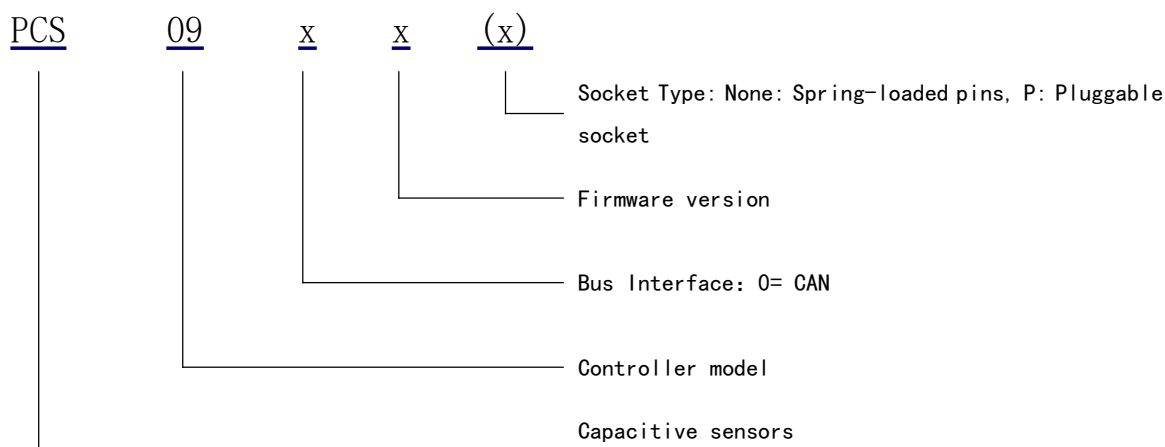 PCS 09 x x (x)
Socket Type: None: Spring-loaded pins, P: Pluggable
socket
Firmware version
Bus Interface：0= CAN
Controller model
Capacitive sensors